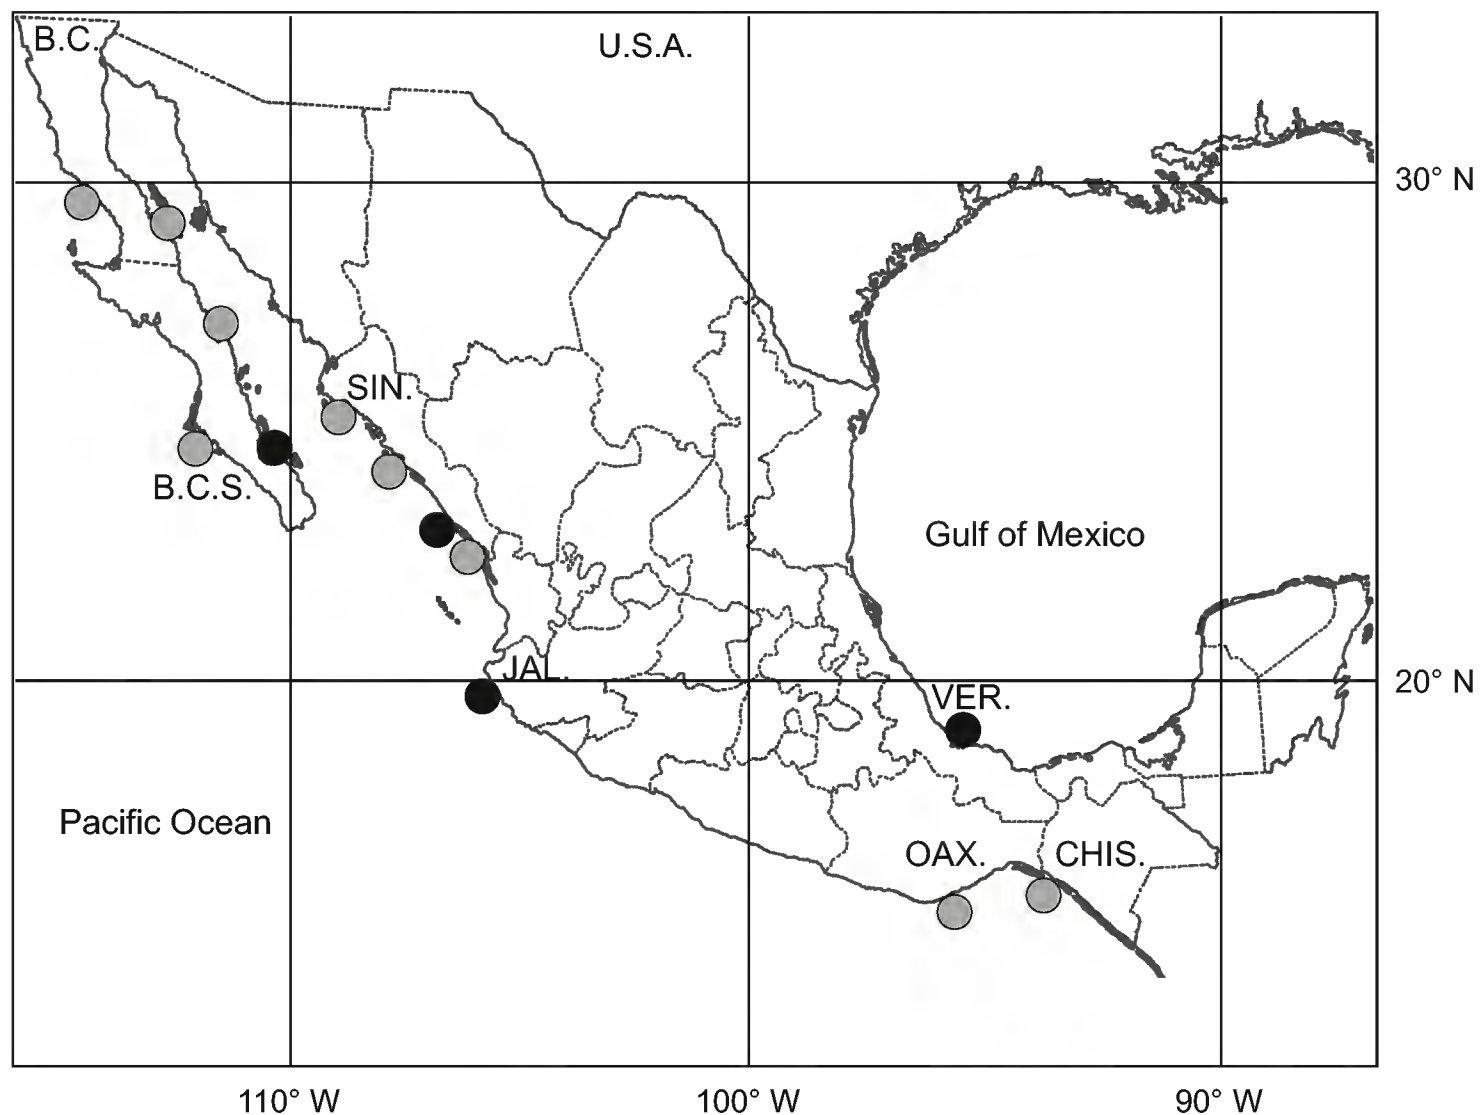 B.C.
U.S.A.
30° N
SIN.
B.C.S.
Gulf of Mexico
JAL.
20° N
VER.
Pacific Ocean
OAX.
CHIS.
110° W
100° W
90° W